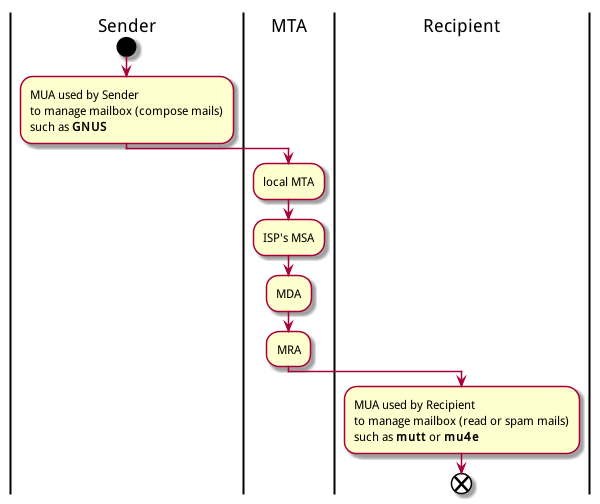 Sender
MTA
Recipient
MUA used by Sender
to manage mailbox (compose mails)
such as GNUS
local MTA
ISP's MSA
MDA
MRA
MUA used by Recipient
to manage mailbox (read or spam mails)
such as mutt or mu4e